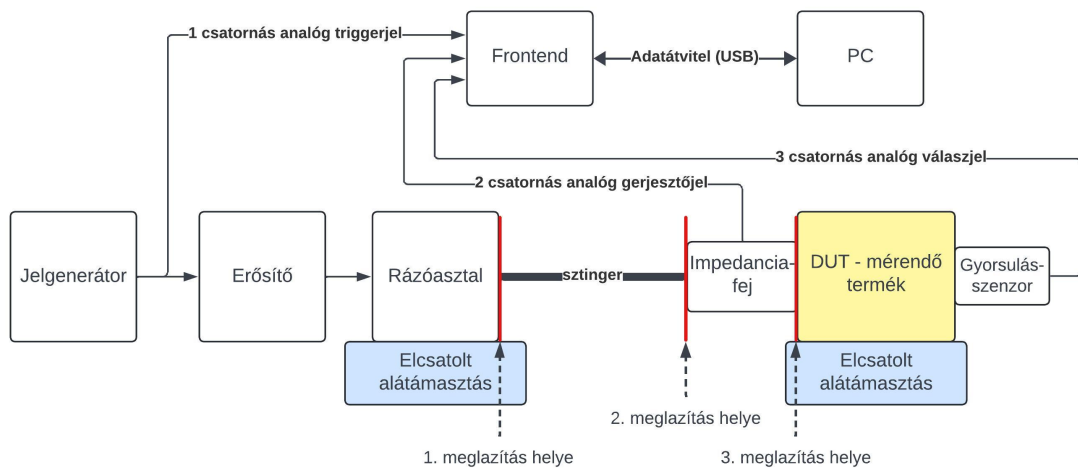 1 csatornás analóg triggerjel
Frontend
Adatátvitel (USB)
PC
3 csatornás analóg válaszjel
2 csatornás analóg gerjesztőjel
Jelgenerátor
Erősítő
Rázóasztal
sztinger
Impedancia-
fej
DUT - mérendő
termék
Gyorsulás-
szenzor
Elcsatolt
alátámasztás
Elcsatolt
alátámasztás
2. meglazítás helye
1. meglazítás helye
3. meglazítás helye